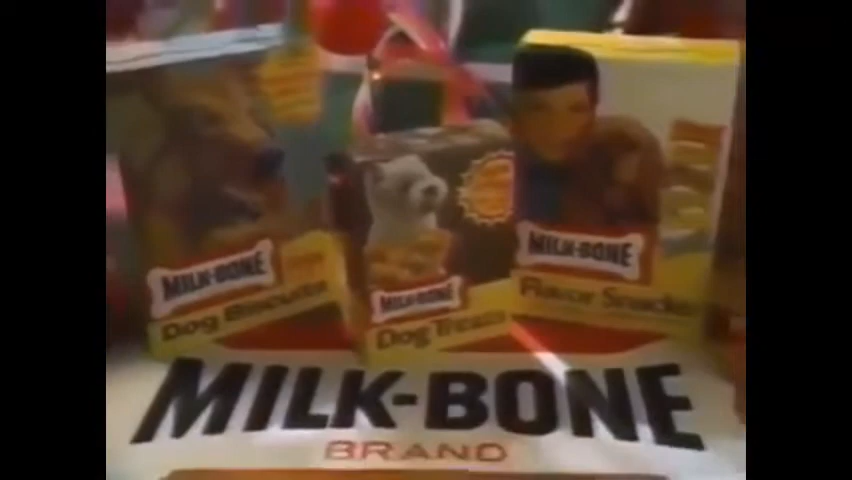 MILK-BONE
Dog Biscuits
MILK-BONE
Dog Treats
MILK-BONE
Flavor Snacks
MILK-BONE
BRAND